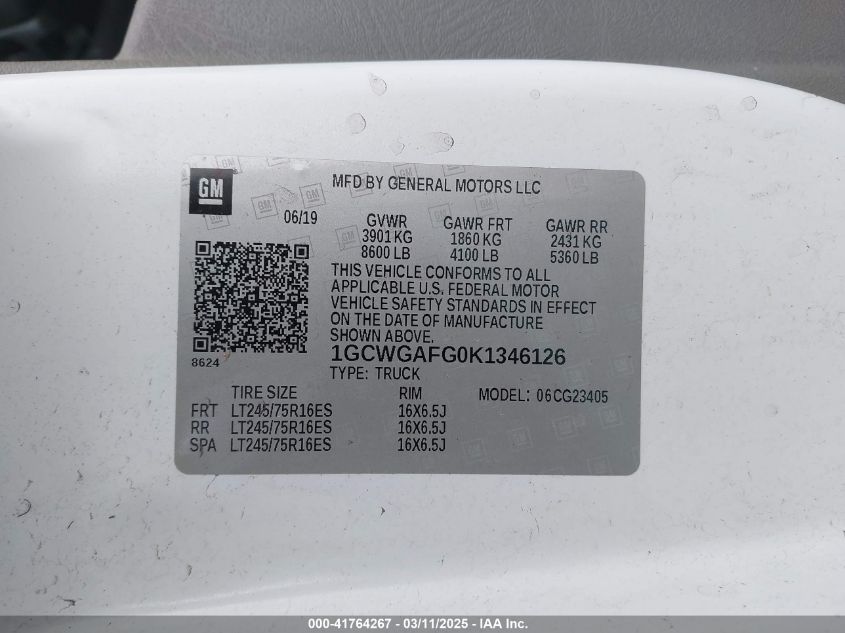 GM
MFD BY GENERAL MOTORS LLC
06/19 GVWR GAWR FRT GAWR RR
3901 KG 1860 KG 2431 KG
8600 LB 4100 LB 5360 LB
THIS VEHICLE CONFORMS TO ALL
APPLICABLE U.S. FEDERAL MOTOR
VEHICLE SAFETY STANDARDS IN EFFECT
ON THE DATE OF MANUFACTURE
SHOWN ABOVE.
8624 1GCWGAFG0K1346126
TYPE: TRUCK
TIRE SIZE RIM MODEL: 06CG23405
FRT LT245/75R16ES 16X6.5J
RR LT245/75R16ES 16X6.5J
SPA LT245/75R16ES 16X6.5J
000-41764267 - 03/11/2025 - IAA Inc.